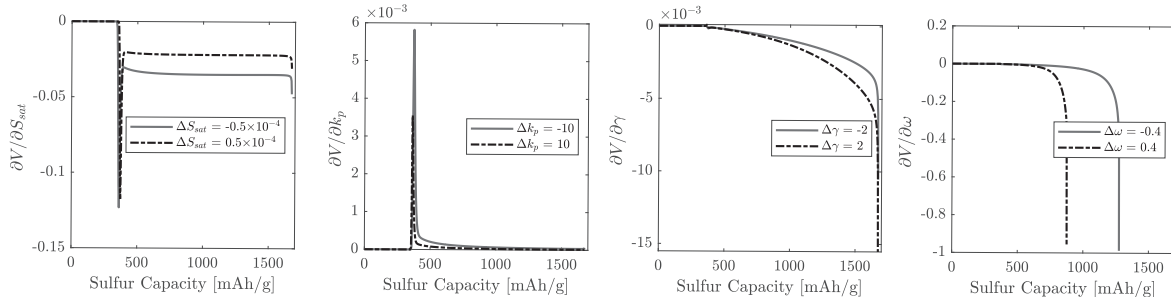 0
-0.05
-0.1
-0.15
0 500 1000 1500
Sulfur Capacity [mAh/g]
∂V/∂S_sat
ΔS_sat = -0.5×10⁻⁴
ΔS_sat = 0.5×10⁻⁴
×10⁻³
6
5
4
3
2
1
0
0 500 1000 1500
Sulfur Capacity [mAh/g]
∂V/∂k_p
Δk_p = -10
Δk_p = 10
×10⁻³
0
-5
-10
-15
0 500 1000 1500
Sulfur Capacity [mAh/g]
∂V/∂γ
Δγ = -2
Δγ = 2
0.2
0
-0.2
-0.4
-0.6
-0.8
-1
0 500 1000 1500
Sulfur Capacity [mAh/g]
∂V/∂ω
Δω = -0.4
Δω = 0.4